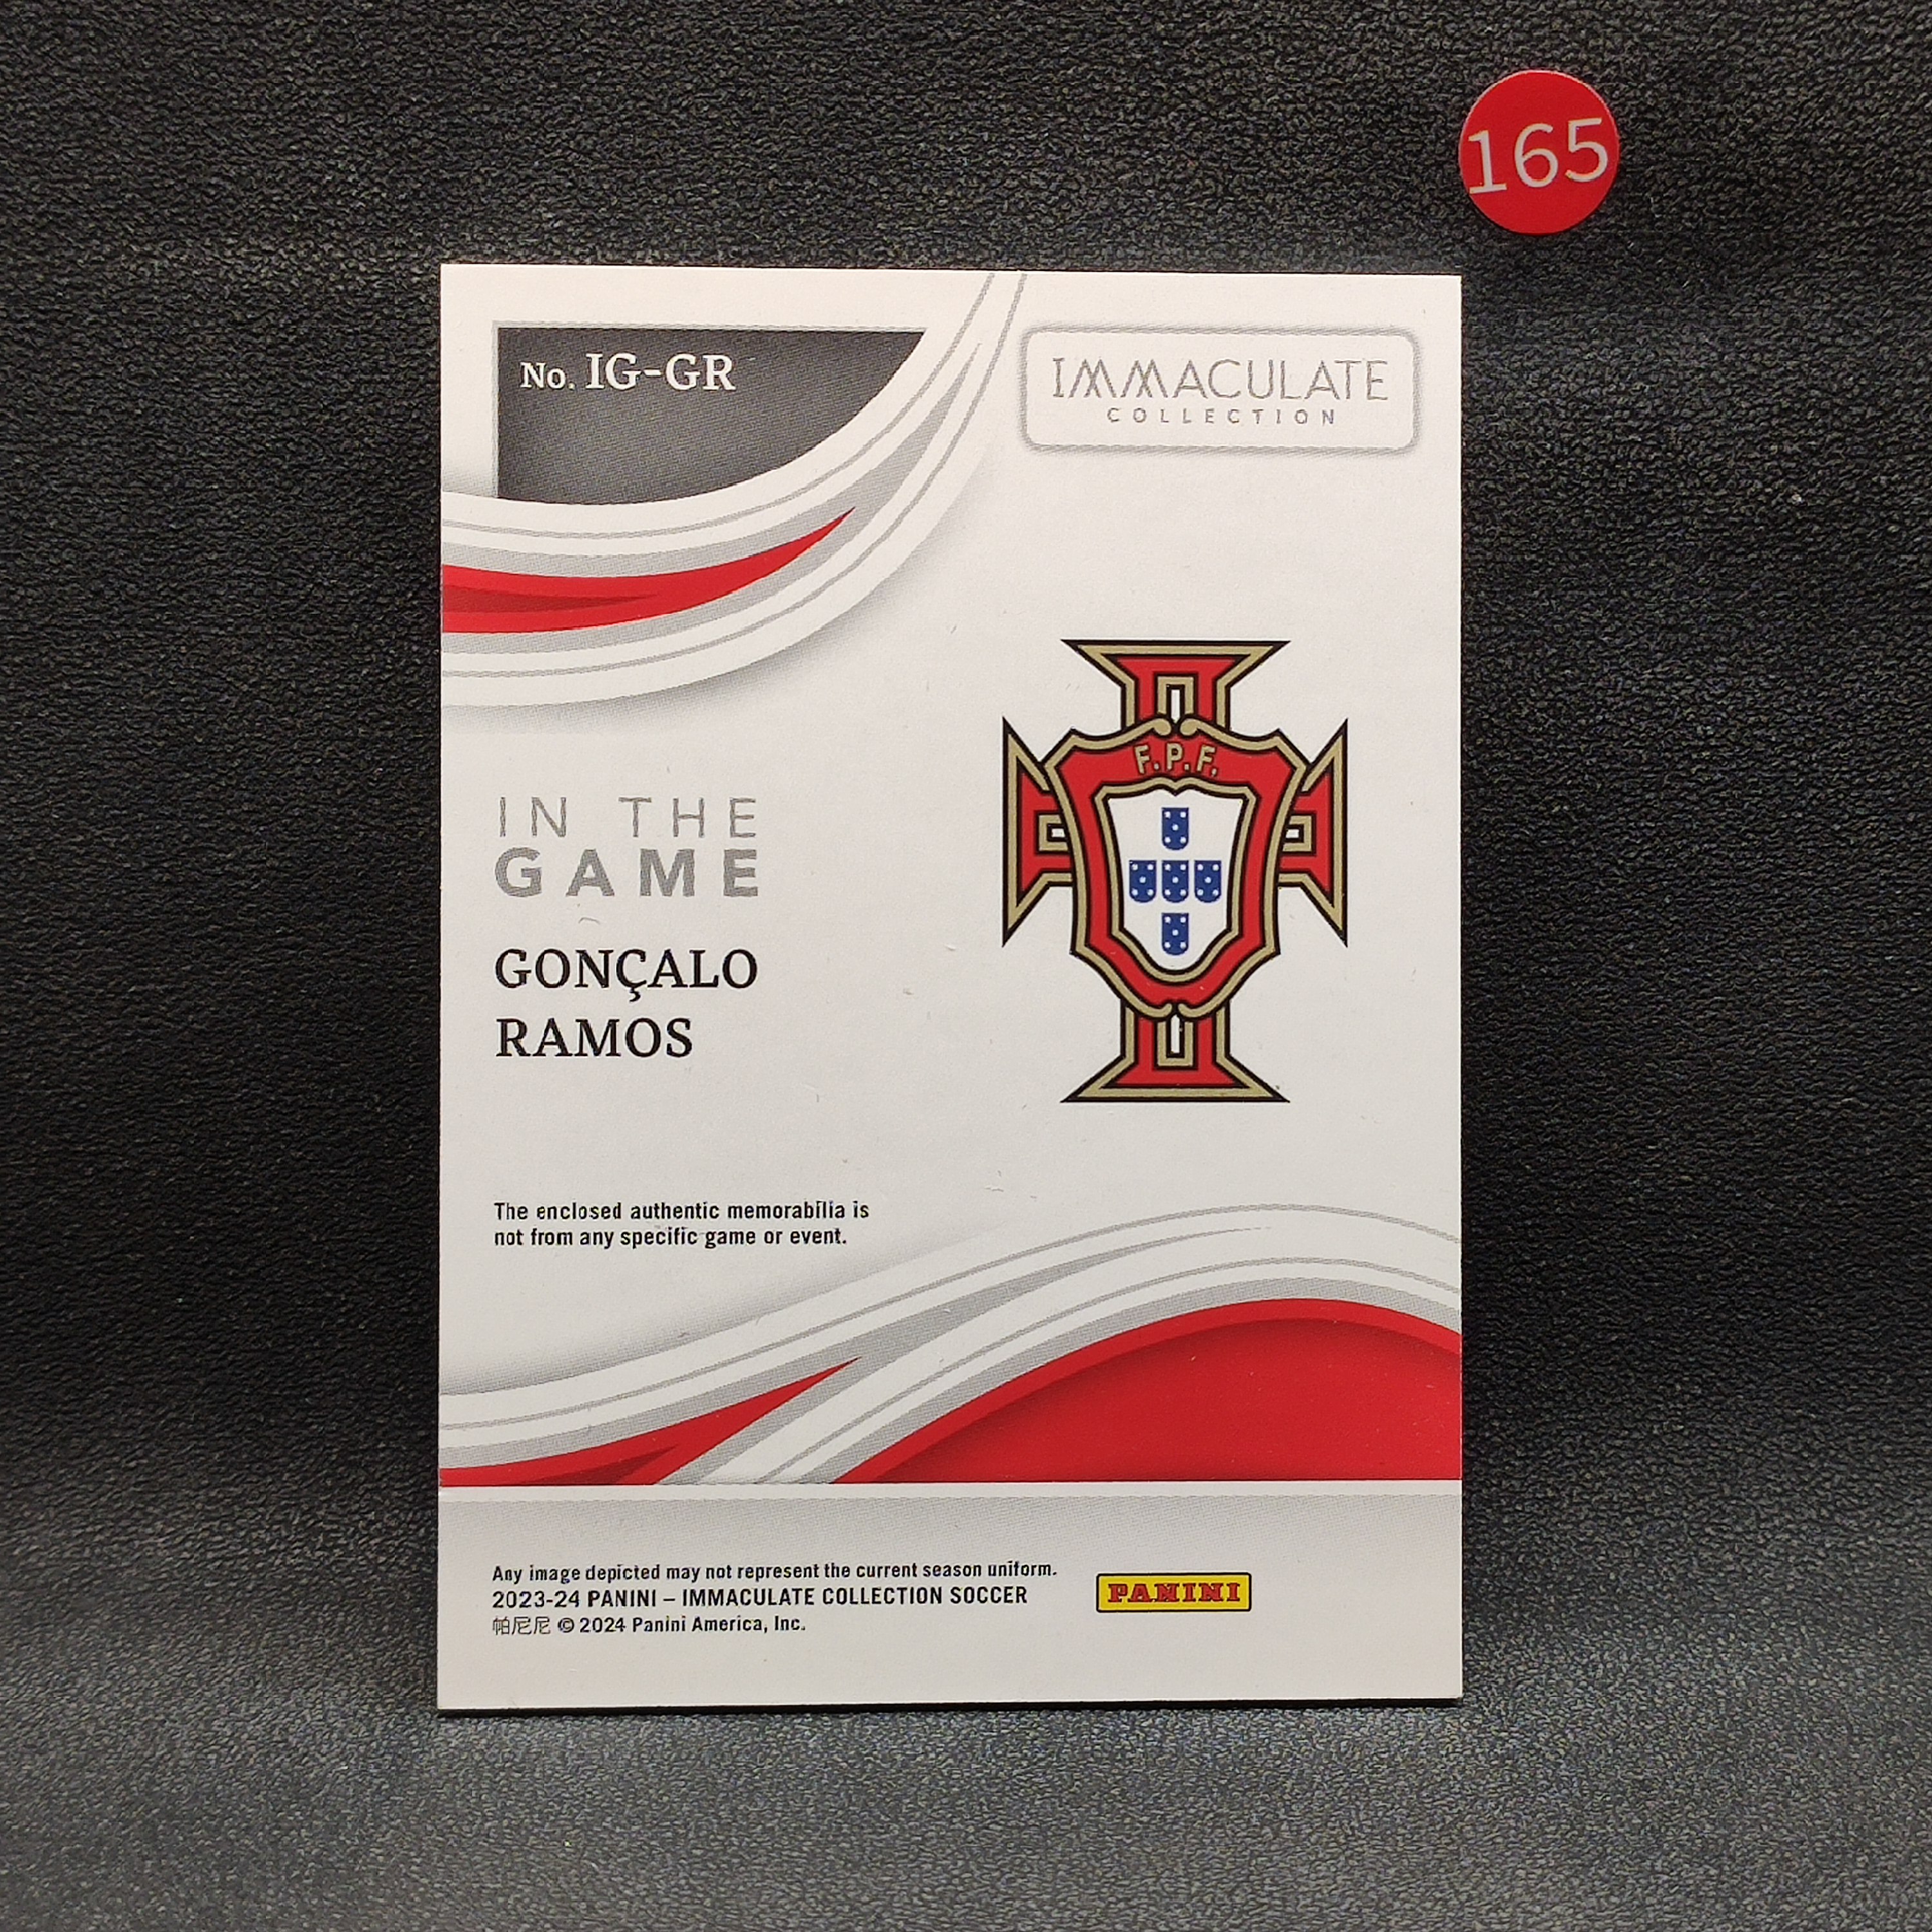 165
No. IG-GR
IMMACULATE
COLLECTION
F.P.F.
IN THE
GAME
GONÇALO
RAMOS
The enclosed authentic memorabilia is
not from any specific game or event.
Any image depicted may not represent the current season uniform.
2023-24 PANINI – IMMACULATE COLLECTION SOCCER
帕尼尼 © 2024 Panini America, Inc.
PANINI